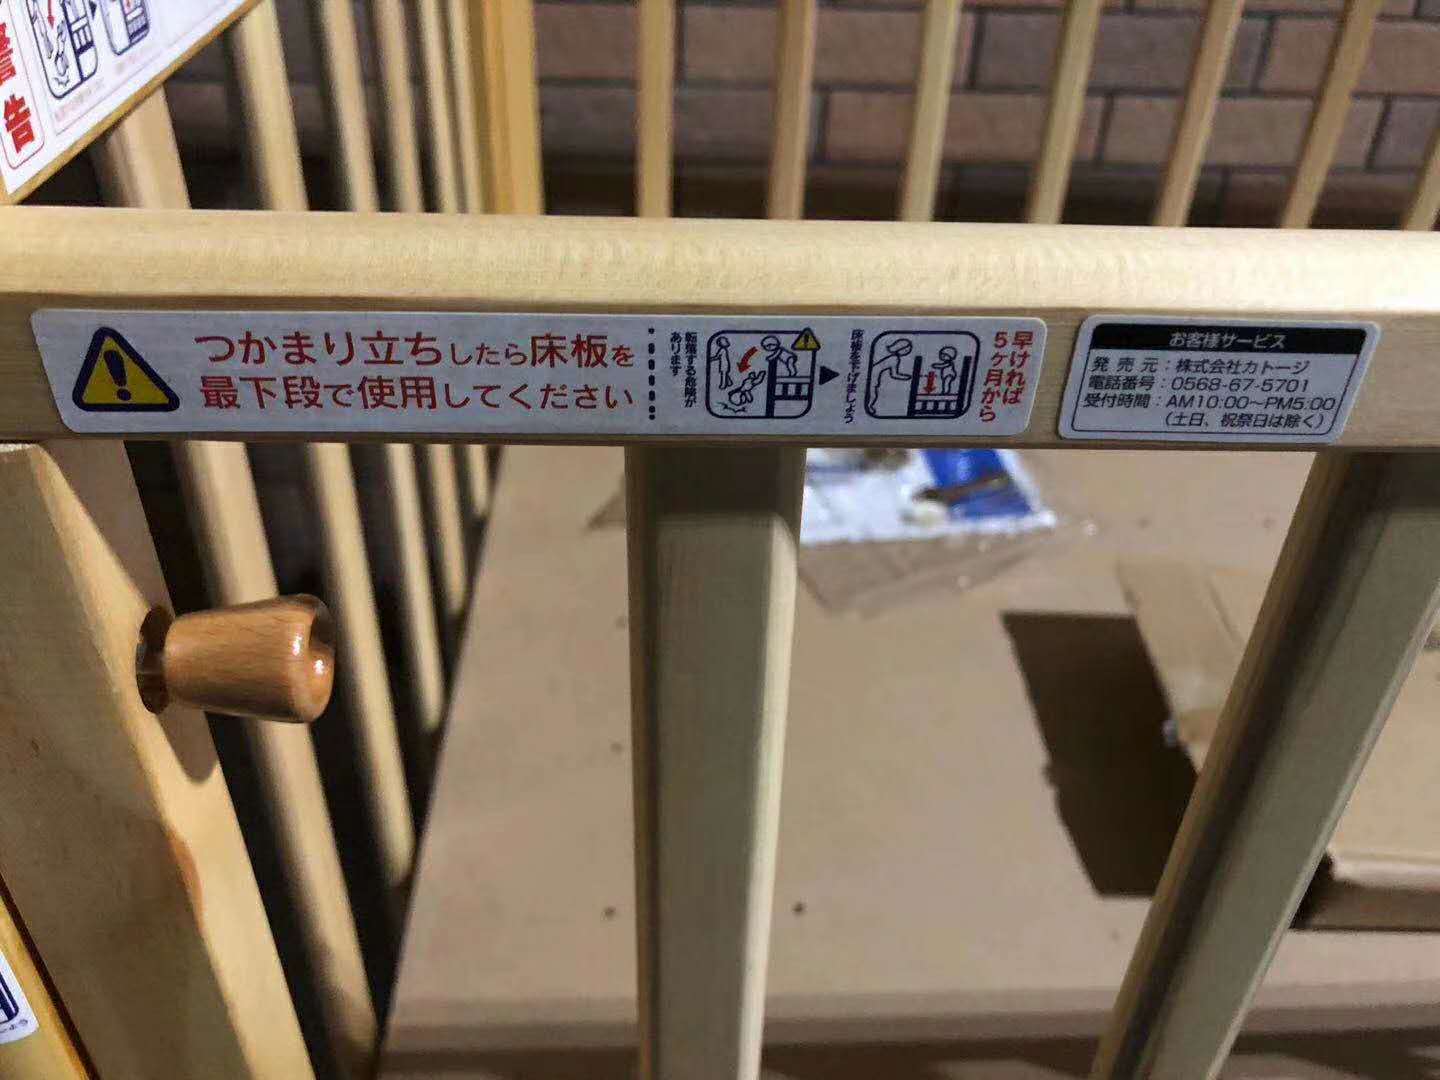 警告
つかまり立ちしたら床板を
最下段で使用してください
転落する危険が
あります
床板を下げましょう
早ければ
5ヶ月から
お客様サービス
発売元：株式会社カトージ
電話番号：0568-67-5701
受付時間：AM10:00〜PM5:00
（土日、祝祭日は除く）